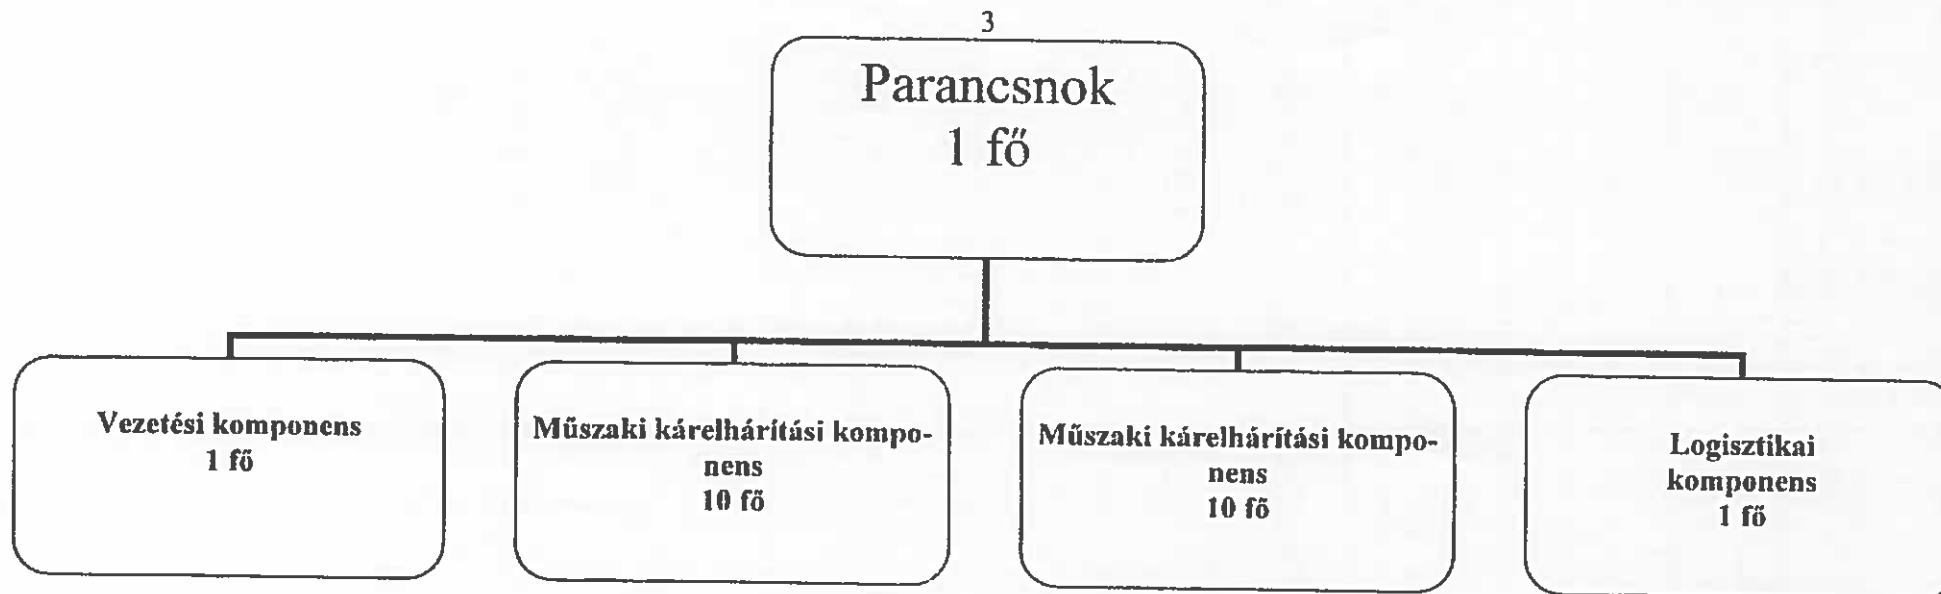 3
Parancsnok
1 fő
Vezetési komponens
1 fő
Műszaki kárelhárítási kompo-
nens
10 fő
Műszaki kárelhárítási kompo-
nens
10 fő
Logisztikai
komponens
1 fő